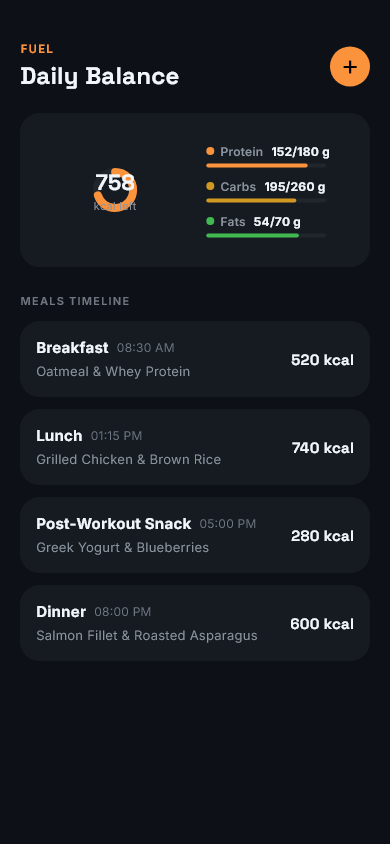 FUEL
Daily Balance
+
758
kcal left
Protein 152/180 g
Carbs 195/260 g
Fats 54/70 g
MEALS TIMELINE
Breakfast 08:30 AM
Oatmeal & Whey Protein
520 kcal
Lunch 01:15 PM
Grilled Chicken & Brown Rice
740 kcal
Post-Workout Snack 05:00 PM
Greek Yogurt & Blueberries
280 kcal
Dinner 08:00 PM
Salmon Fillet & Roasted Asparagus
600 kcal